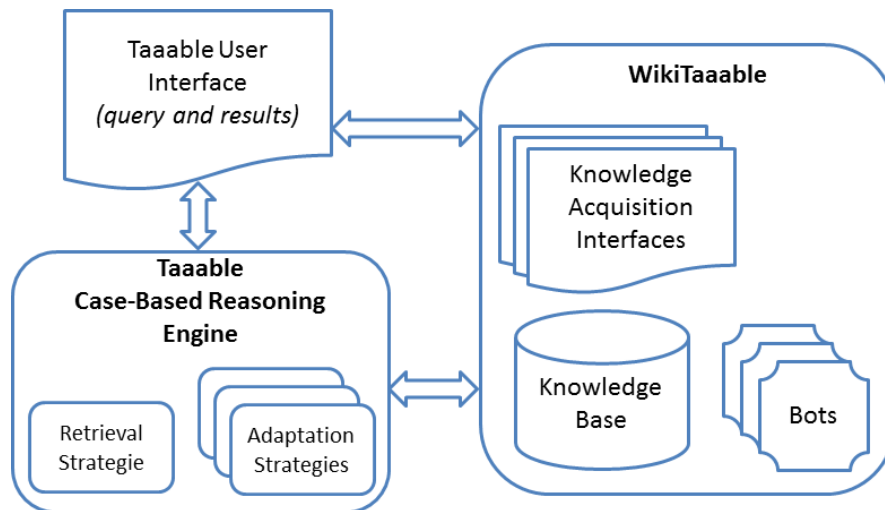 Taaable User
Interface
(query and results)
WikiTaaable
Knowledge
Acquisition
Interfaces
Taaable
Case-Based Reasoning
Engine
Retrieval
Strategie
Adaptation
Strategies
Knowledge
Base
Bots